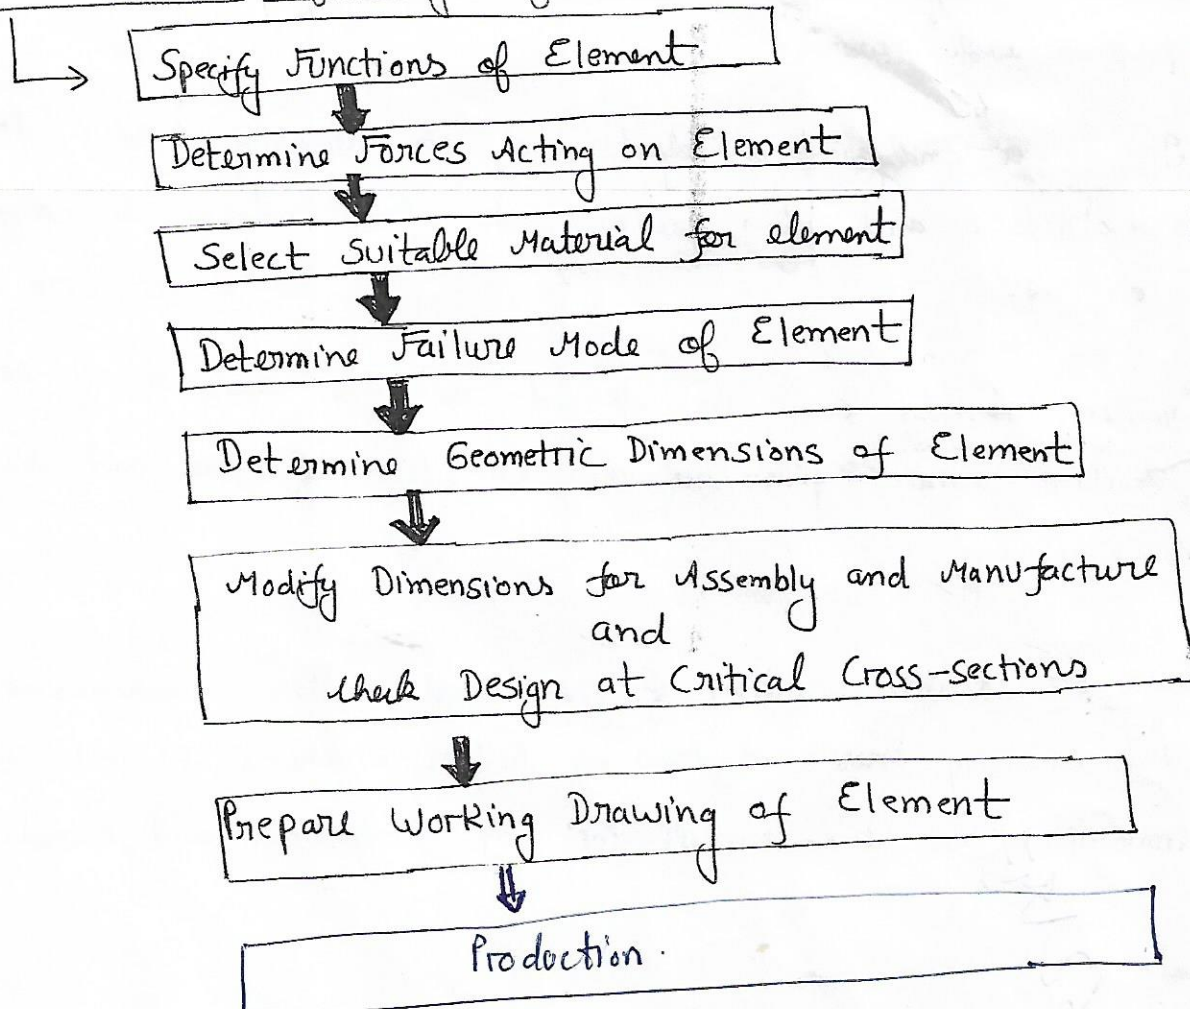 Specify Functions of Element
Determine Forces Acting on Element
Select Suitable Material for element
Determine Failure Mode of Element
Determine Geometric Dimensions of Element
Modify Dimensions for Assembly and Manufacture
and
check Design at Critical Cross-sections
Prepare Working Drawing of Element
Production.